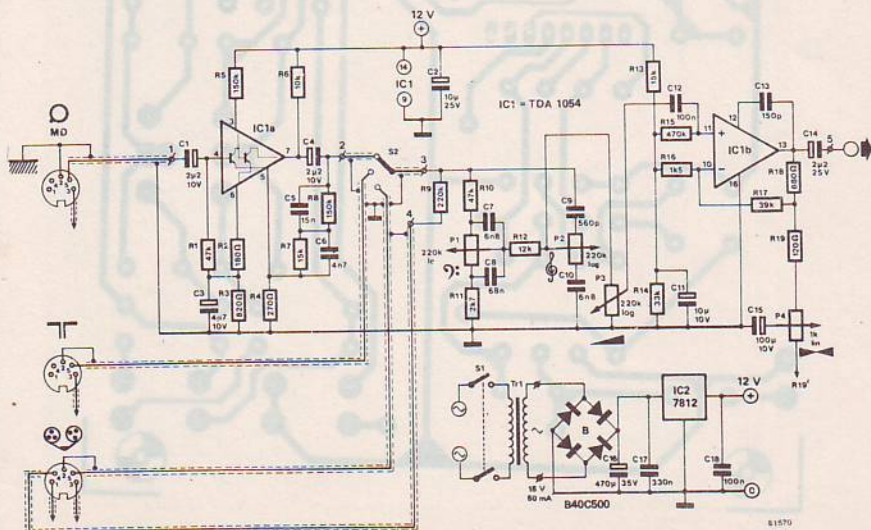 12 V
R5
150k
R6
10k
14
IC1
9
C2
10µ
25V
IC1 = TDA 1054
R13
15k
C12
100n
C13
150p
MD
1
C1
2µ2
10V
3
4
IC1a
7
6
5
C4
2µ2
10V
2
S2
3
4
R15
470k
R16
1k5
12
11
+
10
−
IC1b
13
16
C14
2µ2
25V
5
R18
680Ω
R17
39k
R19
120Ω
C5
15n
R8
150k
R7
15k
C6
4n7
R9
220k
R10
47k
C7
6n8
C8
68n
R12
12k
C9
560p
P1
220k
P2
220k
log
C10
6n8
R11
2k7
P3
220k
log
R14
33k
C11
10µ
10V
C15
100µ
10V
P4
1k
lin
R19'
R1
47k
R2
180Ω
C3
4µ7
10V
R3
820Ω
R4
270Ω
S1
Tr1
15 V
50 mA
B
B40C500
C16
470µ
35V
C17
330n
IC2
7812
C18
100n
12 V
+
0